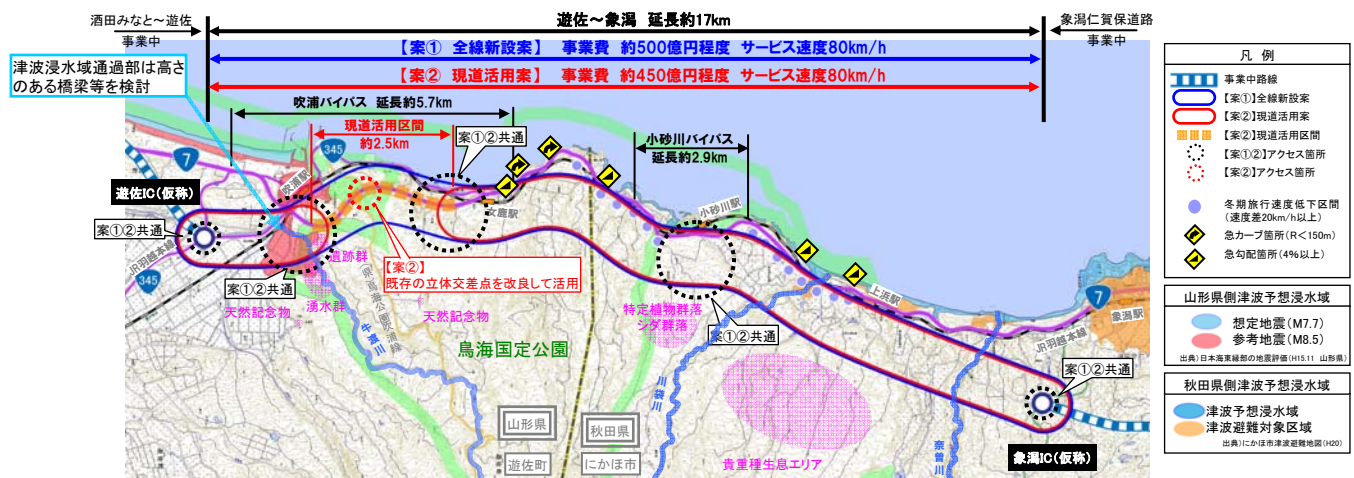 酒田みなと～遊佐
事業中
遊佐～象潟 延長約17km
象潟仁賀保道路
事業中
【案① 全線新設案】 事業費 約500億円程度 サービス速度80km/h
【案② 現道活用案】 事業費 約450億円程度 サービス速度80km/h
津波浸水域通過部は高さ
のある橋梁等を検討
吹浦バイパス 延長約5.7km
現道活用区間
約2.5km
案①②共通
小砂川バイパス
延長約2.9km
345
7
吹浦駅
女鹿駅
小砂川駅
遊佐IC(仮称)
案①②共通
JR羽越本線
345
案①②共通
遺跡群
湧水群
天然記念物
牛渡川
(県)鳥海公園吹浦線
【案②】
既存の立体交差点を改良して活用
天然記念物
鳥海国定公園
特定植物群落
シダ群落
案①②共通
上浜駅
JR羽越本線
象潟駅
7
川袋川
案①②共通
山形県
秋田県
遊佐町
にかほ市
貴重種生息エリア
奈曽川
象潟IC(仮称)
凡 例
事業中路線
【案①】全線新設案
【案②】現道活用案
【案②】現道活用区間
【案①②】アクセス箇所
【案②】アクセス箇所
冬期旅行速度低下区間
(速度差20km/h以上)
急カーブ箇所(R<150m)
急勾配箇所(4%以上)
山形県側津波予想浸水域
想定地震(M7.7)
参考地震(M8.5)
出典)日本海東縁部の地震評価(H15.11 山形県)
秋田県側津波予想浸水域
津波予想浸水域
津波避難対象区域
出典)にかほ市津波避難地図(H20)